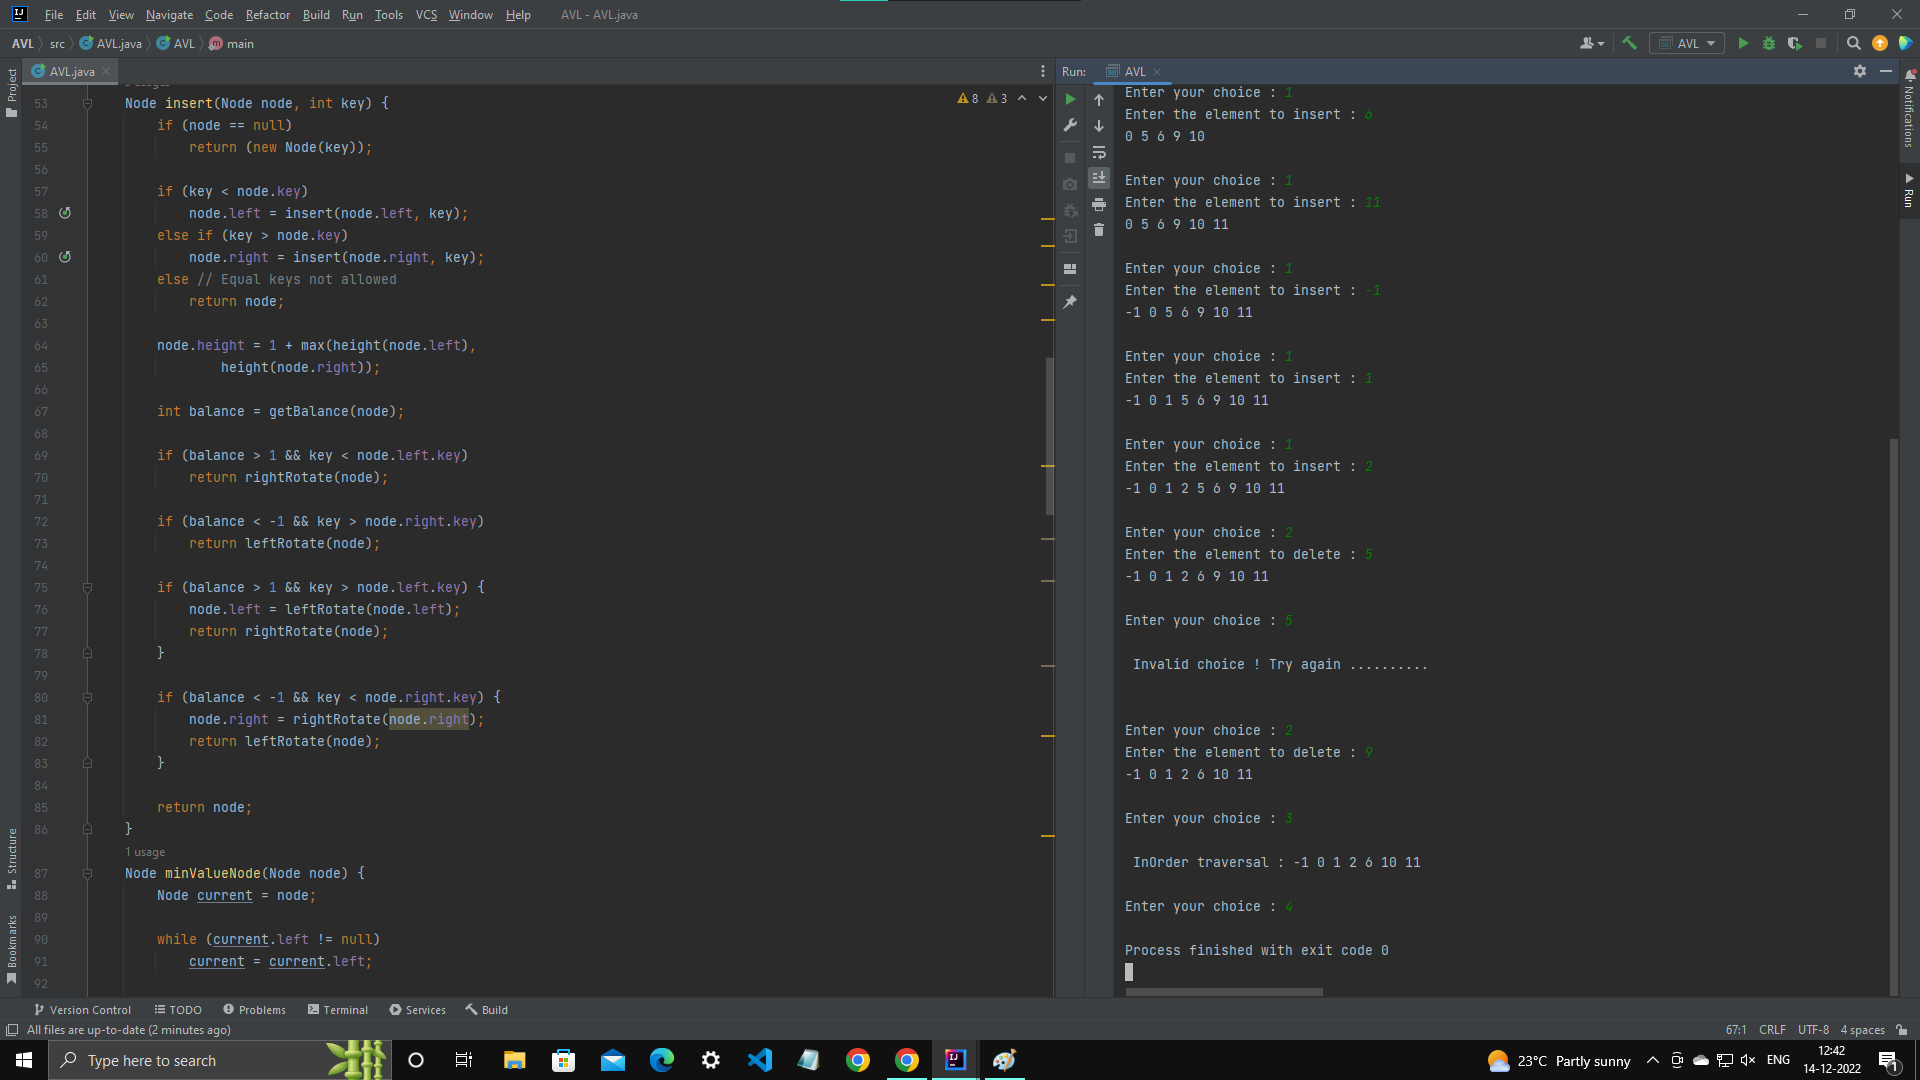 File Edit View Navigate Code Refactor Build Run Tools VCS Window Help AVL - AVL.java
AVL src AVL.java AVL main
AVL
Project
AVL.java
8 3
53 Node insert(Node node, int key) {
54 if (node == null)
55 return (new Node(key));
56
57 if (key < node.key)
58 node.left = insert(node.left, key);
59 else if (key > node.key)
60 node.right = insert(node.right, key);
61 else // Equal keys not allowed
62 return node;
63
64 node.height = 1 + max(height(node.left),
65 height(node.right));
66
67 int balance = getBalance(node);
68
69 if (balance > 1 && key < node.left.key)
70 return rightRotate(node);
71
72 if (balance < -1 && key > node.right.key)
73 return leftRotate(node);
74
75 if (balance > 1 && key > node.left.key) {
76 node.left = leftRotate(node.left);
77 return rightRotate(node);
78 }
79
80 if (balance < -1 && key < node.right.key) {
81 node.right = rightRotate(node.right);
82 return leftRotate(node);
83 }
84
85 return node;
86 }
1 usage
87 Node minValueNode(Node node) {
88 Node current = node;
89
90 while (current.left != null)
91 current = current.left;
92
Structure
Bookmarks
Run: AVL
Enter your choice : 1
Enter the element to insert : 6
0 5 6 9 10
Enter your choice : 1
Enter the element to insert : 11
0 5 6 9 10 11
Enter your choice : 1
Enter the element to insert : -1
-1 0 5 6 9 10 11
Enter your choice : 1
Enter the element to insert : 1
-1 0 1 5 6 9 10 11
Enter your choice : 1
Enter the element to insert : 2
-1 0 1 2 5 6 9 10 11
Enter your choice : 2
Enter the element to delete : 5
-1 0 1 2 6 9 10 11
Enter your choice : 5
Invalid choice ! Try again ..........
Enter your choice : 2
Enter the element to delete : 9
-1 0 1 2 6 10 11
Enter your choice : 3
InOrder traversal : -1 0 1 2 6 10 11
Enter your choice : 4
Process finished with exit code 0
Notifications
Run
Version Control TODO Problems Terminal Services Build
All files are up-to-date (2 minutes ago)
67:1 CRLF UTF-8 4 spaces
Type here to search
23°C Partly sunny
ENG
12:42
14-12-2022
1